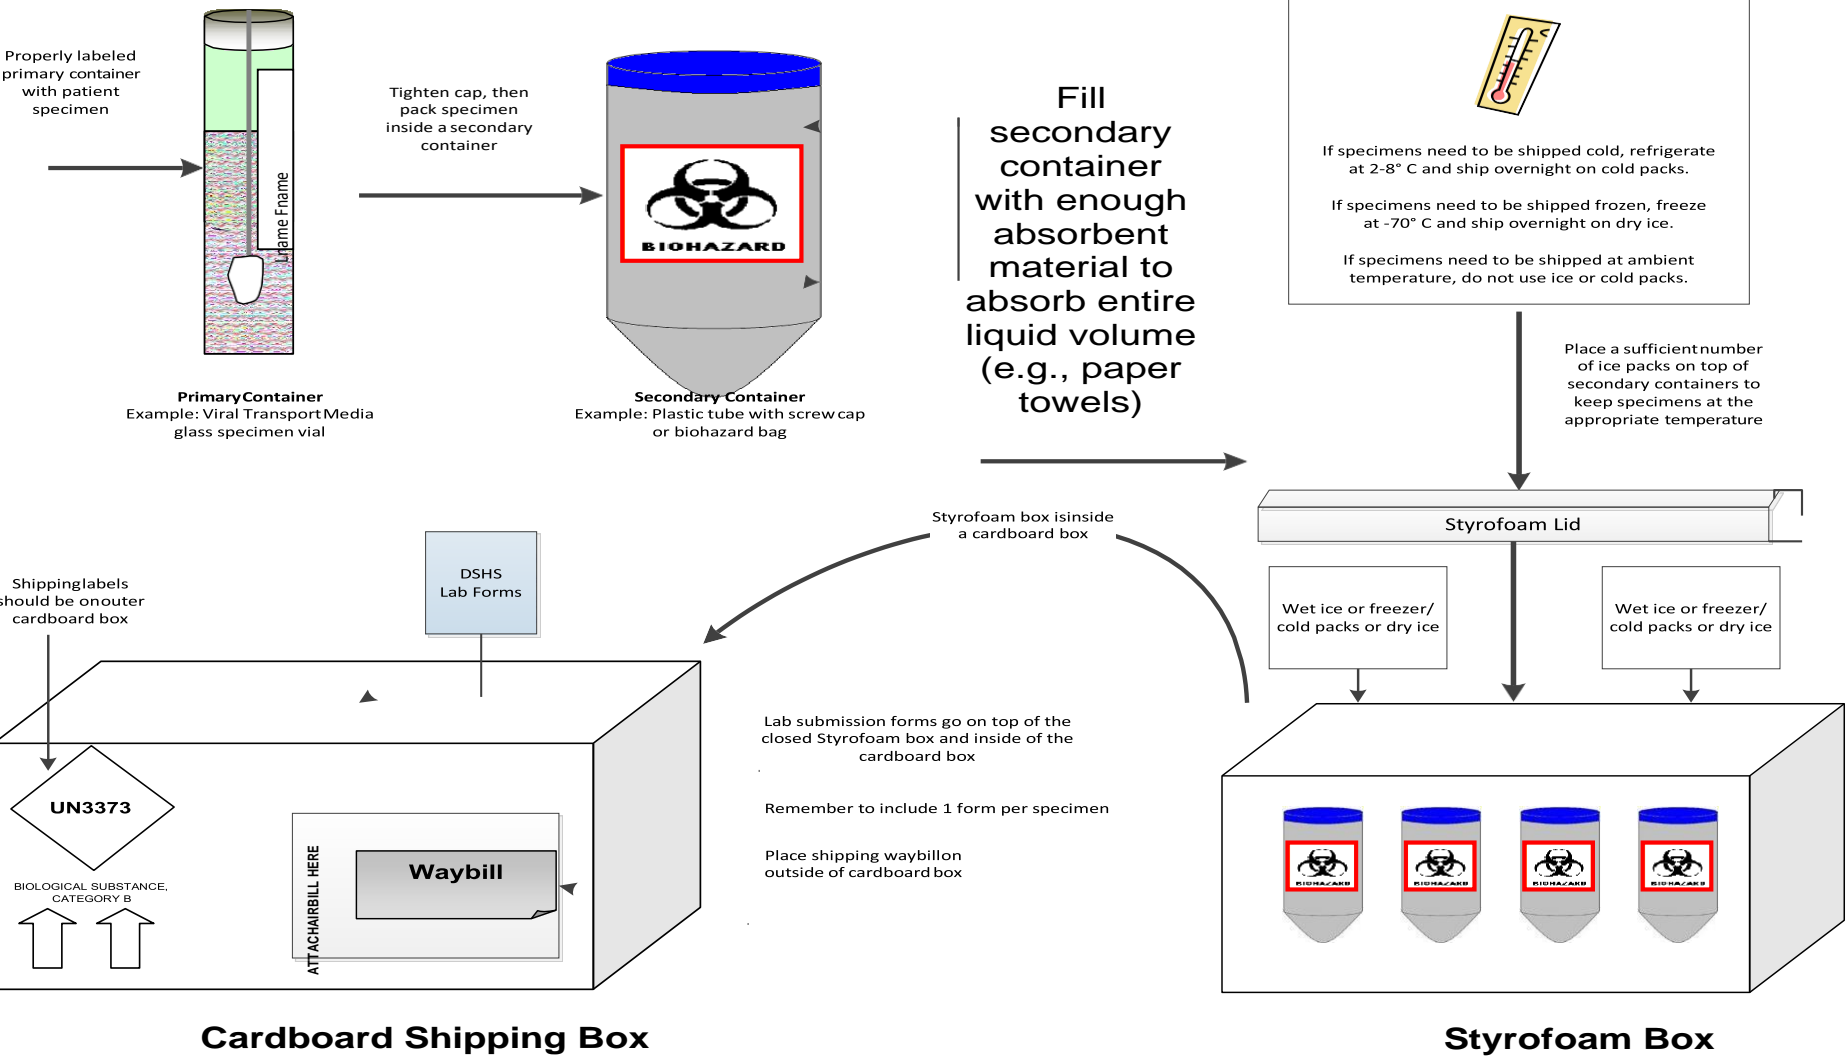 Properly labeled
primary container
with patient
specimen
Lname Fname
Primary Container
Example: Viral Transport Media
glass specimen vial
Tighten cap, then
pack specimen
inside a secondary
container
BIOHAZARD
Secondary Container
Example: Plastic tube with screw cap
or biohazard bag
Fill
secondary
container
with enough
absorbent
material to
absorb entire
liquid volume
(e.g., paper
towels)
If specimens need to be shipped cold, refrigerate
at 2-8° C and ship overnight on cold packs.
If specimens need to be shipped frozen, freeze
at -70° C and ship overnight on dry ice.
If specimens need to be shipped at ambient
temperature, do not use ice or cold packs.
Place a sufficient number
of ice packs on top of
secondary containers to
keep specimens at the
appropriate temperature
Styrofoam Lid
Wet ice or freezer/
cold packs or dry ice
Wet ice or freezer/
cold packs or dry ice
BIOHAZARD
BIOHAZARD
BIOHAZARD
BIOHAZARD
Styrofoam Box
Styrofoam box isinside
a cardboard box
DSHS
Lab Forms
Shipping labels
should be on outer
cardboard box
UN3373
BIOLOGICAL SUBSTANCE,
CATEGORY B
ATTACH AIRBILL HERE
Waybill
Lab submission forms go on top of the
closed Styrofoam box and inside of the
cardboard box
Remember to include 1 form per specimen
Place shipping waybill on
outside of cardboard box
Cardboard Shipping Box